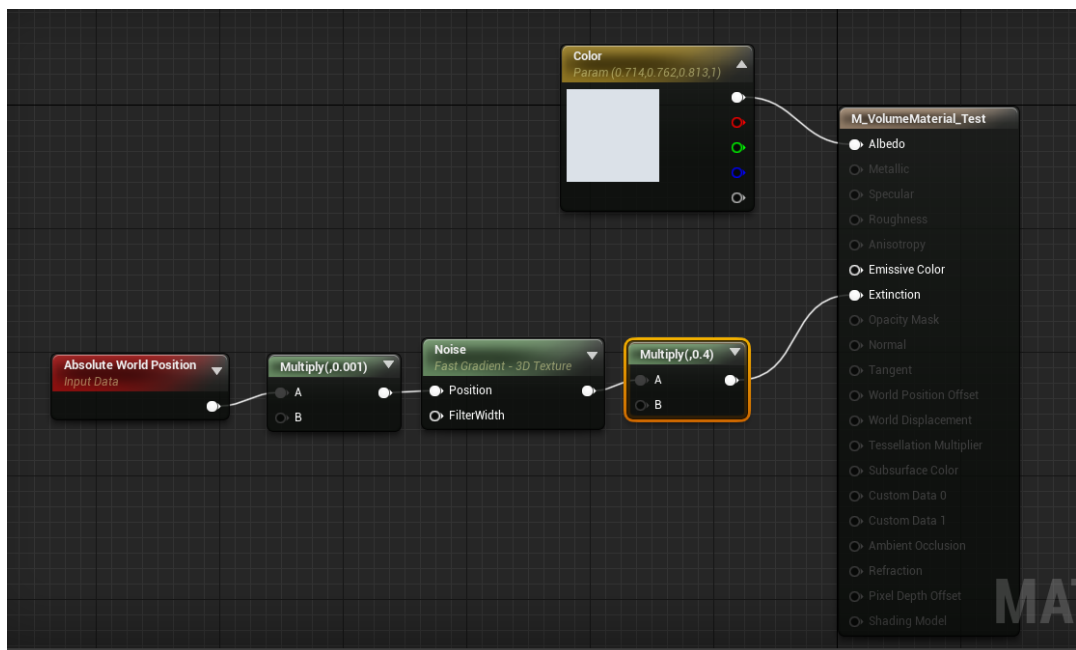 Color
Param (0.714,0.762,0.813,1)
M_VolumeMaterial_Test
Albedo
Metallic
Specular
Roughness
Anisotropy
Emissive Color
Extinction
Opacity Mask
Normal
Tangent
World Position Offset
World Displacement
Tessellation Multiplier
Subsurface Color
Custom Data 0
Custom Data 1
Ambient Occlusion
Refraction
Pixel Depth Offset
Shading Model
Absolute World Position
Input Data
Multiply(,0.001)
A
B
Noise
Fast Gradient - 3D Texture
Position
FilterWidth
Multiply(,0.4)
A
B
MAT